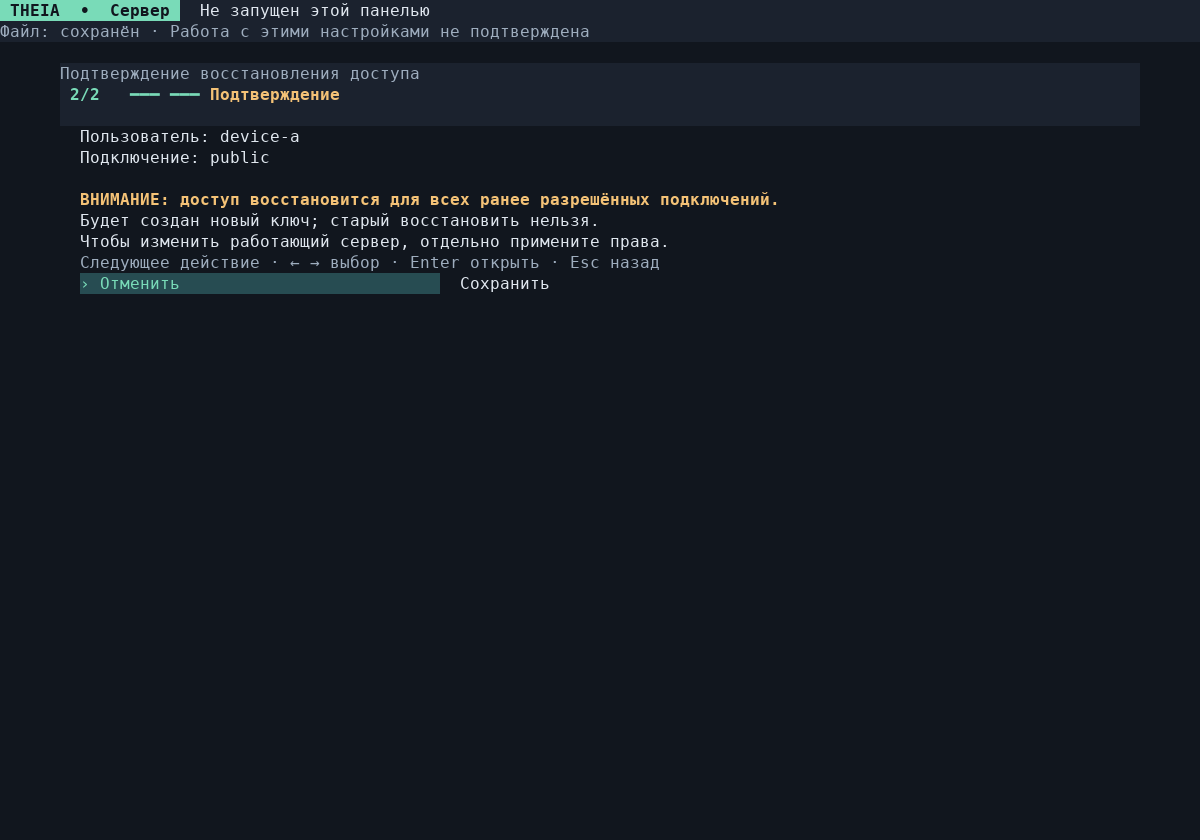 THEIA • Сервер Не запущен этой панелью
Файл: сохранён · Работа с этими настройками не подтверждена
Подтверждение восстановления доступа
2/2 ━━━ ━━━ Подтверждение
Пользователь: device-a
Подключение: public
ВНИМАНИЕ: доступ восстановится для всех ранее разрешённых подключений.
Будет создан новый ключ; старый восстановить нельзя.
Чтобы изменить работающий сервер, отдельно примените права.
Следующее действие · ← → выбор · Enter открыть · Esc назад
› Отменить Сохранить